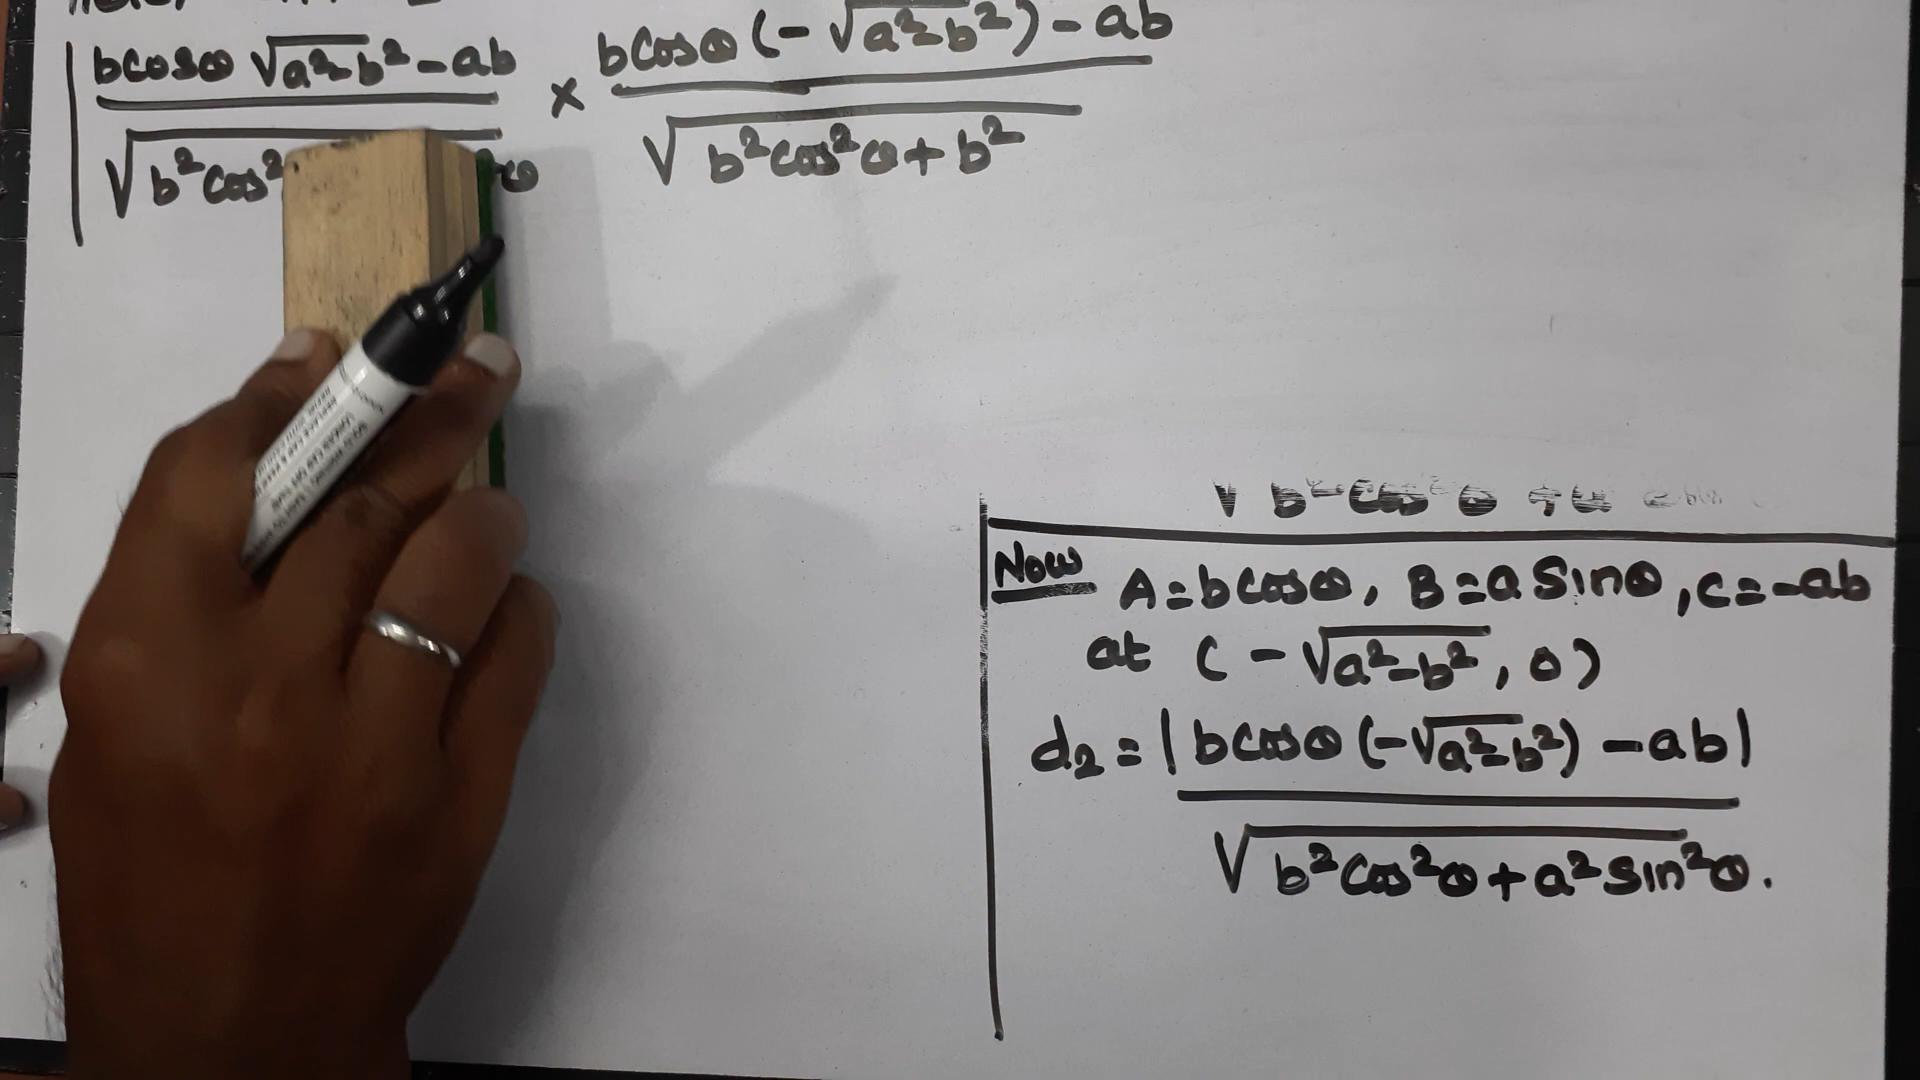 |bcosθ √a²-b² -ab × bcosθ (-√a²-b²) - ab
√b²cos² θ √b²cos²θ + b²
√b²cos²θ + a
Now A=bcosθ, B=a sinθ, c=-ab
at (-√a²-b², 0)
d₂=|bcosθ (-√a²-b²) -ab|
√b²cos²θ+a²sin²θ.